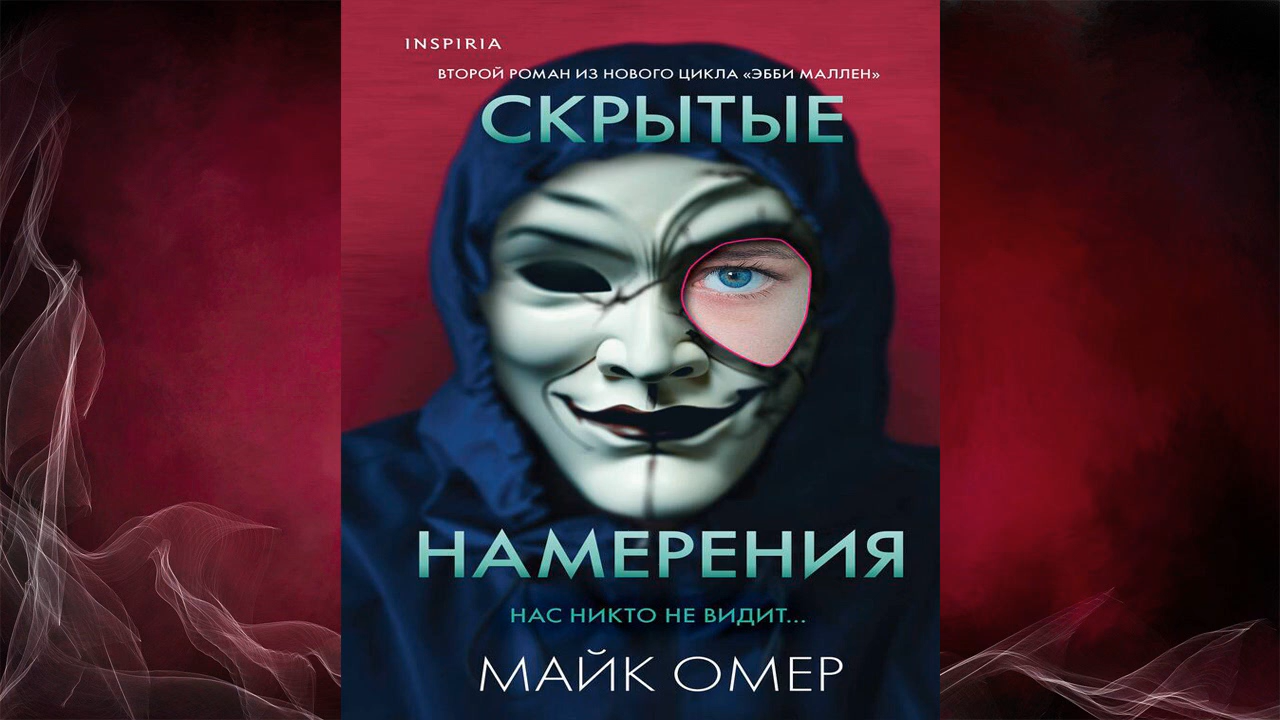 INSPIRIA
ВТОРОЙ РОМАН ИЗ НОВОГО ЦИКЛА «ЭББИ МАЛЛЕН»
СКРЫТЫЕ
НАМЕРЕНИЯ
НАС НИКТО НЕ ВИДИТ...
МАЙК ОМЕР